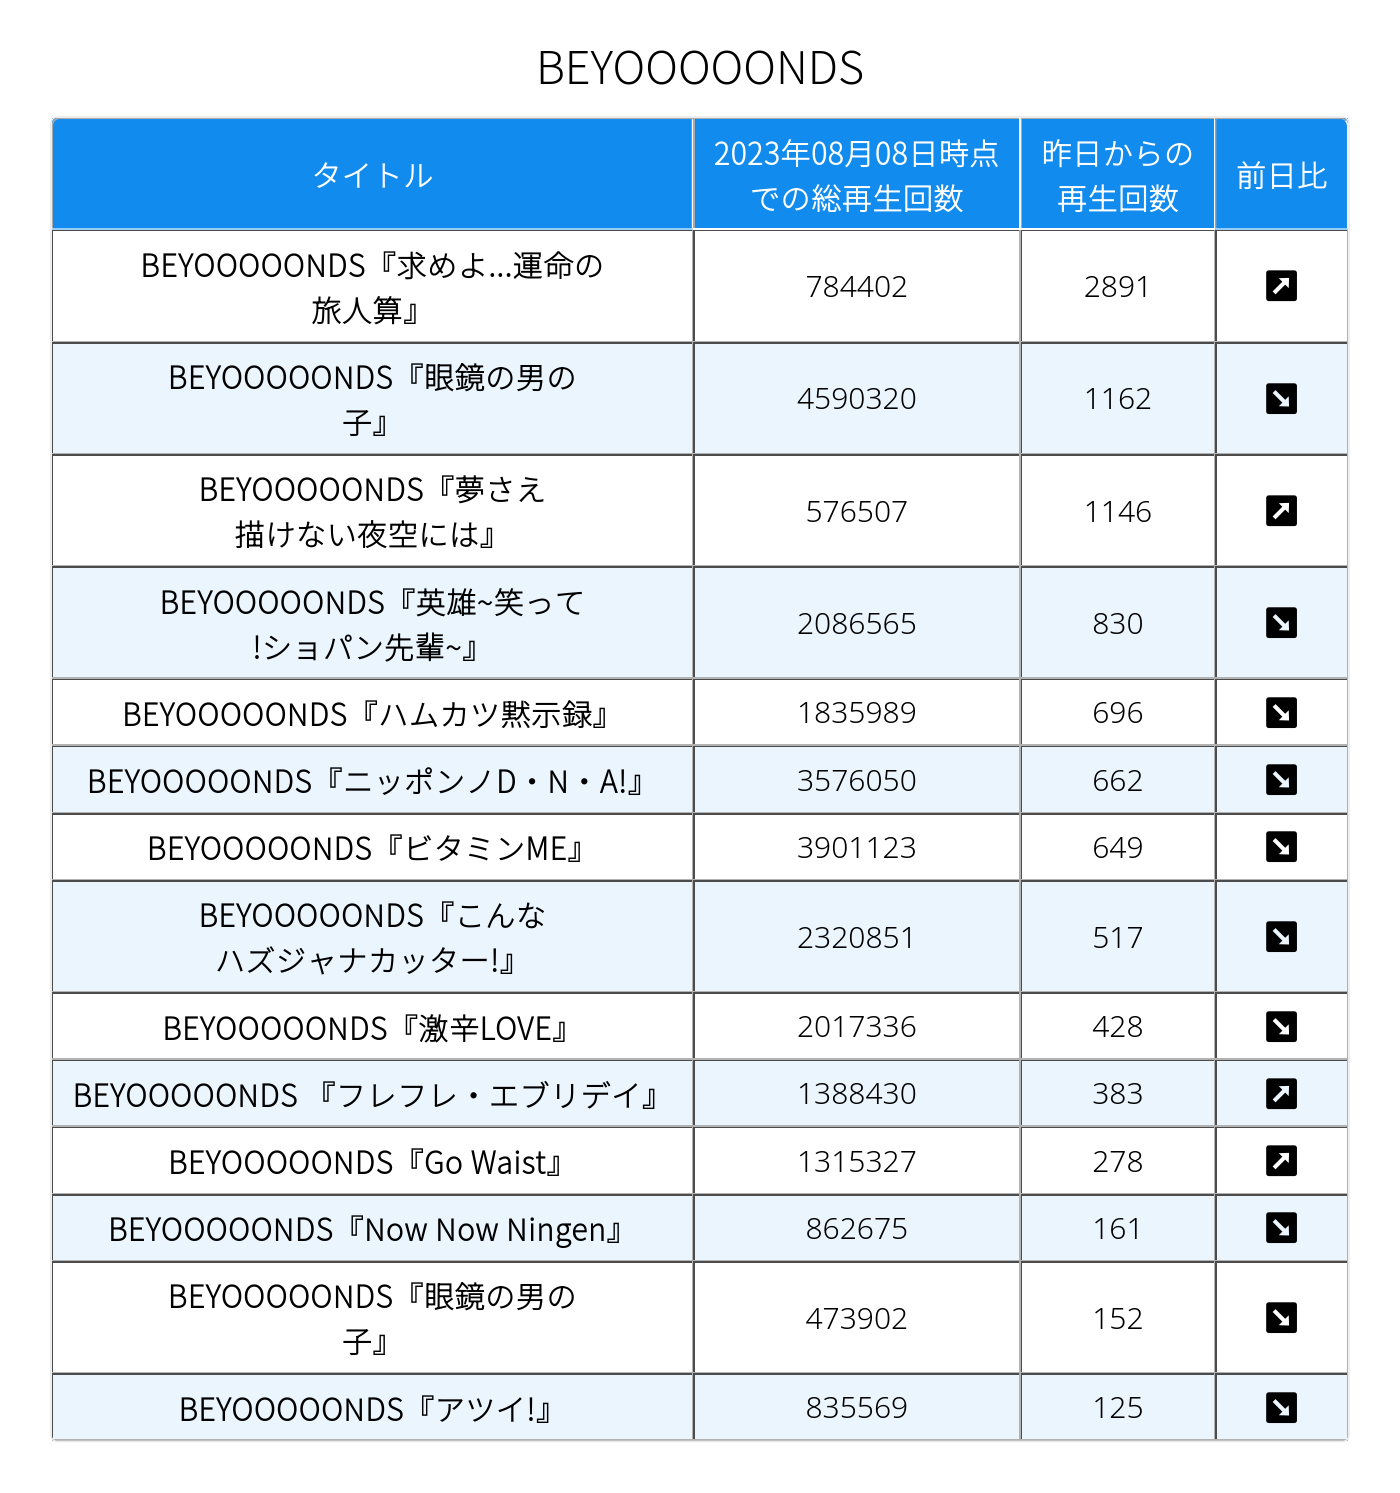 BEYOOOOONDS
タイトル
2023年08月08日時点
での総再生回数
昨日からの
再生回数
前日比
BEYOOOOONDS『求めよ...運命の
旅人算』
784402
2891
BEYOOOOONDS『眼鏡の男の
子』
4590320
1162
BEYOOOOONDS『夢さえ
描けない夜空には』
576507
1146
BEYOOOOONDS『英雄~笑って
!ショパン先輩~』
2086565
830
BEYOOOOONDS『ハムカツ黙示録』
1835989
696
BEYOOOOONDS『ニッポンノD・N・A!』
3576050
662
BEYOOOOONDS『ビタミンME』
3901123
649
BEYOOOOONDS『こんな
ハズジャナカッター!』
2320851
517
BEYOOOOONDS『激辛LOVE』
2017336
428
BEYOOOOONDS 『フレフレ・エブリデイ』
1388430
383
BEYOOOOONDS『Go Waist』
1315327
278
BEYOOOOONDS『Now Now Ningen』
862675
161
BEYOOOOONDS『眼鏡の男の
子』
473902
152
BEYOOOOONDS『アツイ!』
835569
125